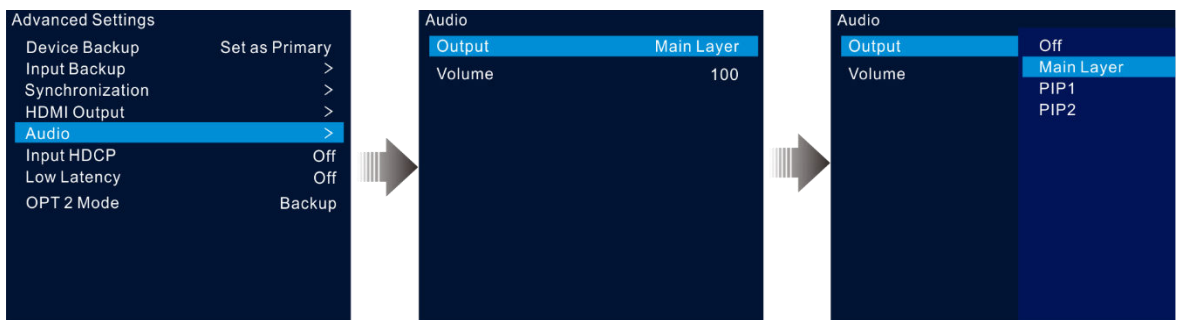 Advanced Settings
Device Backup Set as Primary
Input Backup >
Synchronization >
HDMI Output >
Audio >
Input HDCP Off
Low Latency Off
OPT 2 Mode Backup
Audio
Output Main Layer
Volume 100
Audio
Output Off
Main Layer
Volume
PIP1
PIP2